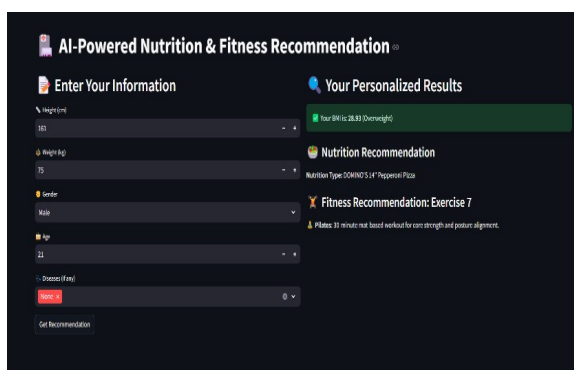 AI-Powered Nutrition & Fitness Recommendation
Enter Your Information
Height (cm)
161
Weight (kg)
75
Gender
Male
Age
21
Diseases (if any)
None
Get Recommendation
Your Personalized Results
Your BMI is: 28.93 (Overweight)
Nutrition Recommendation
Nutrition Type: DOMINO'S 14" Pepperoni Pizza
Fitness Recommendation: Exercise 7
Pilates: 30 minute mat based workout for core strength and posture alignment.